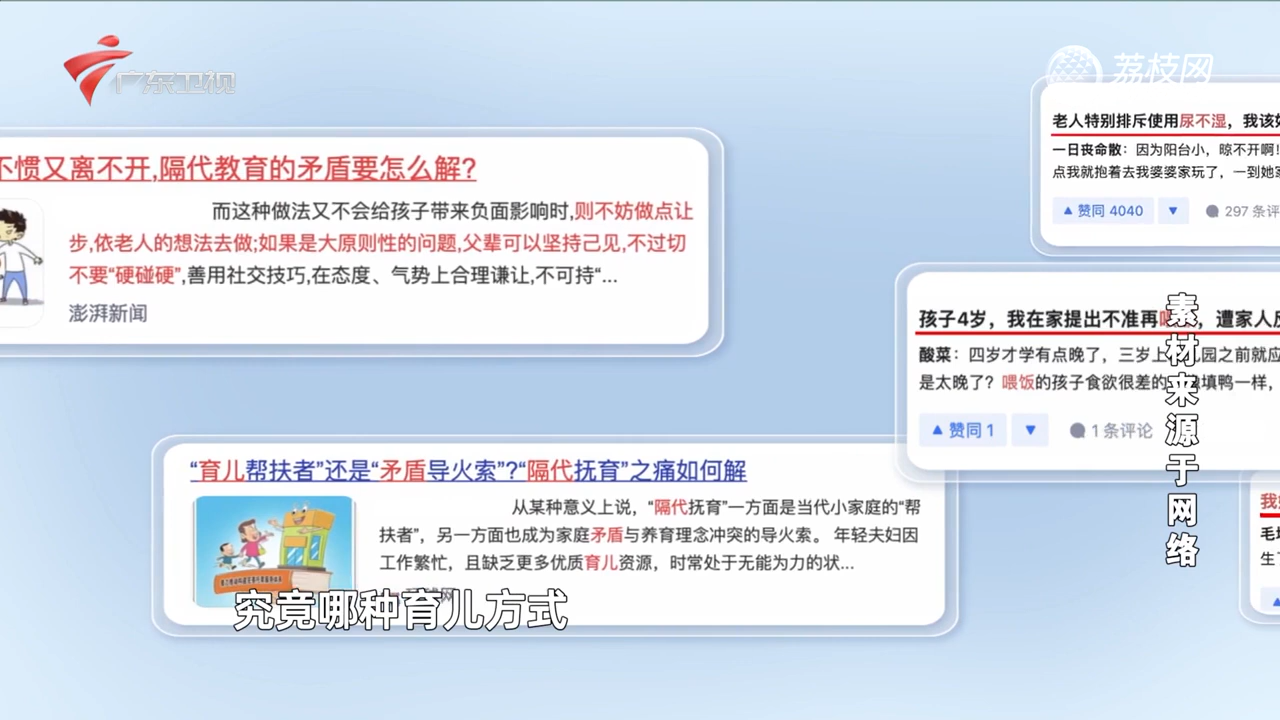 广东卫视
荔枝网
不惯又离不开,隔代教育的矛盾要怎么解?
而这种做法又不会给孩子带来负面影响时,则不妨做点让
步,依老人的想法去做;如果是大原则性的问题,父辈可以坚持己见,不过切
不要“硬碰硬”,善用社交技巧,在态度、气势上合理谦让,不可持“...
澎湃新闻
老人特别排斥使用尿不湿，我该
一日丧命散：因为阳台小，晾不开啊!
点我就抱着去我婆婆家玩了，一到她家
赞同 4040
297 条评
孩子4岁，我在家提出不准再喂，遭家人
酸菜：四岁才学有点晚了，三岁上 园之前就应
是太晚了？喂饭的孩子食欲很差的 填鸭一样，
赞同 1
1 条评论
素材来源于网络
“育儿帮扶者”还是“矛盾导火索”?“隔代抚育”之痛如何解
从某种意义上说，“隔代抚育”一方面是当代小家庭的“帮
扶者”，另一方面也成为家庭矛盾与养育理念冲突的导火索。 年轻夫妇因
工作繁忙，且缺乏更多优质育儿资源，时常处于无能为力的状...
我
生
究竟哪种育儿方式